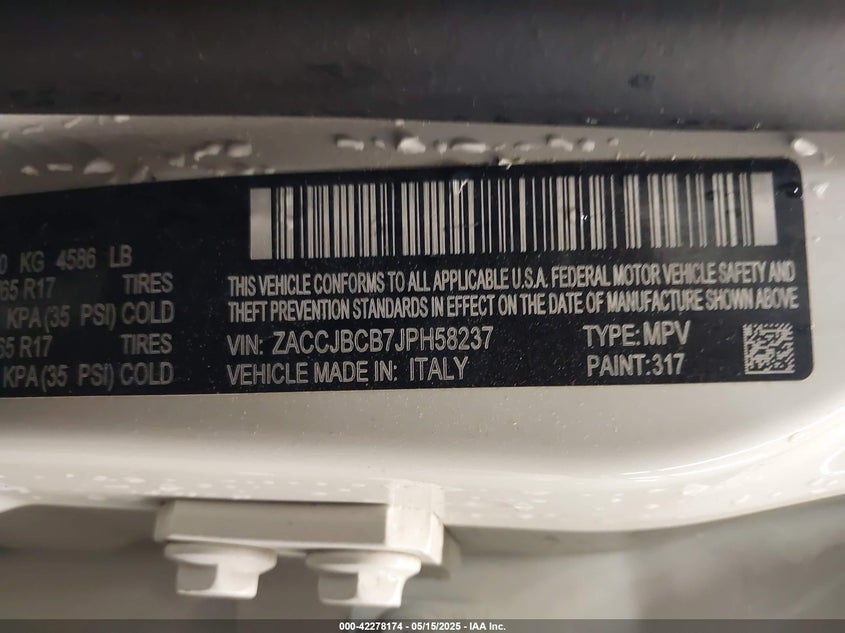 0 KG 4586 LB
65 R17 TIRES
KPA(35 PSI) COLD
65 R17 TIRES
KPA(35 PSI) COLD
THIS VEHICLE CONFORMS TO ALL APPLICABLE U.S.A. FEDERAL MOTOR VEHICLE SAFETY AND
THEFT PREVENTION STANDARDS IN EFFECT ON THE DATE OF MANUFACTURE SHOWN ABOVE
VIN: ZACCJBCB7JPH58237 TYPE: MPV
VEHICLE MADE IN: ITALY PAINT: 317
000-42278174 - 05/15/2025 - IAA Inc.